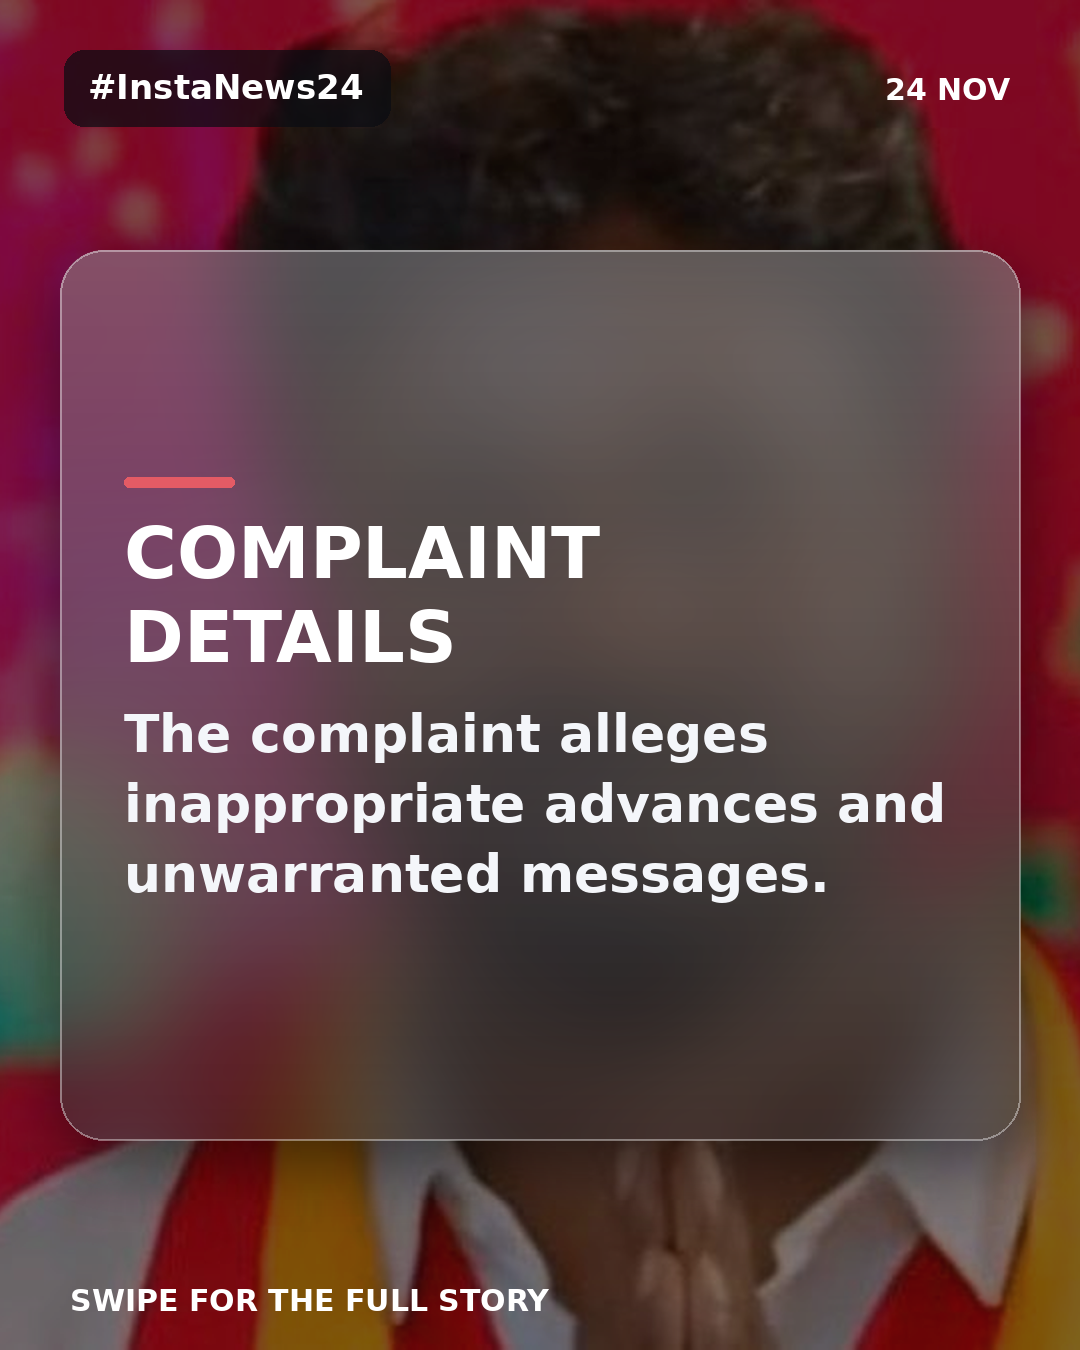 #InstaNews24
24 NOV
COMPLAINT
DETAILS
The complaint alleges
inappropriate advances and
unwarranted messages.
SWIPE FOR THE FULL STORY